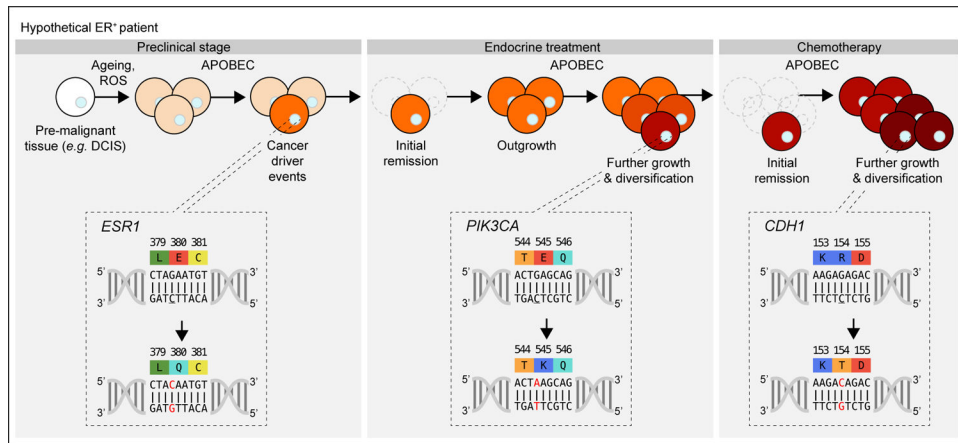 Hypothetical ER⁺ patient
Preclinical stage
Ageing,
ROS
APOBEC
Pre-malignant
tissue (e.g. DCIS)
Cancer
driver
events
ESR1
379 380 381
L E C
5' CTAGAATGT 3'
3' GATCTTACA 5'
379 380 381
L Q C
5' CTACAATGT 3'
3' GATGTTACA 5'
Endocrine treatment
APOBEC
Initial
remission
Outgrowth
Further growth
& diversification
PIK3CA
544 545 546
T E Q
5' ACTGAGCAG 3'
3' TGACTCGTC 5'
544 545 546
T K Q
5' ACTAAGCAG 3'
3' TGATTCGTC 5'
Chemotherapy
APOBEC
Initial
remission
Further growth
& diversification
CDH1
153 154 155
K R D
5' AAGAGAGAC 3'
3' TTCTCTCTG 5'
153 154 155
K T D
5' AAGACAGAC 3'
3' TTCTGTCTG 5'